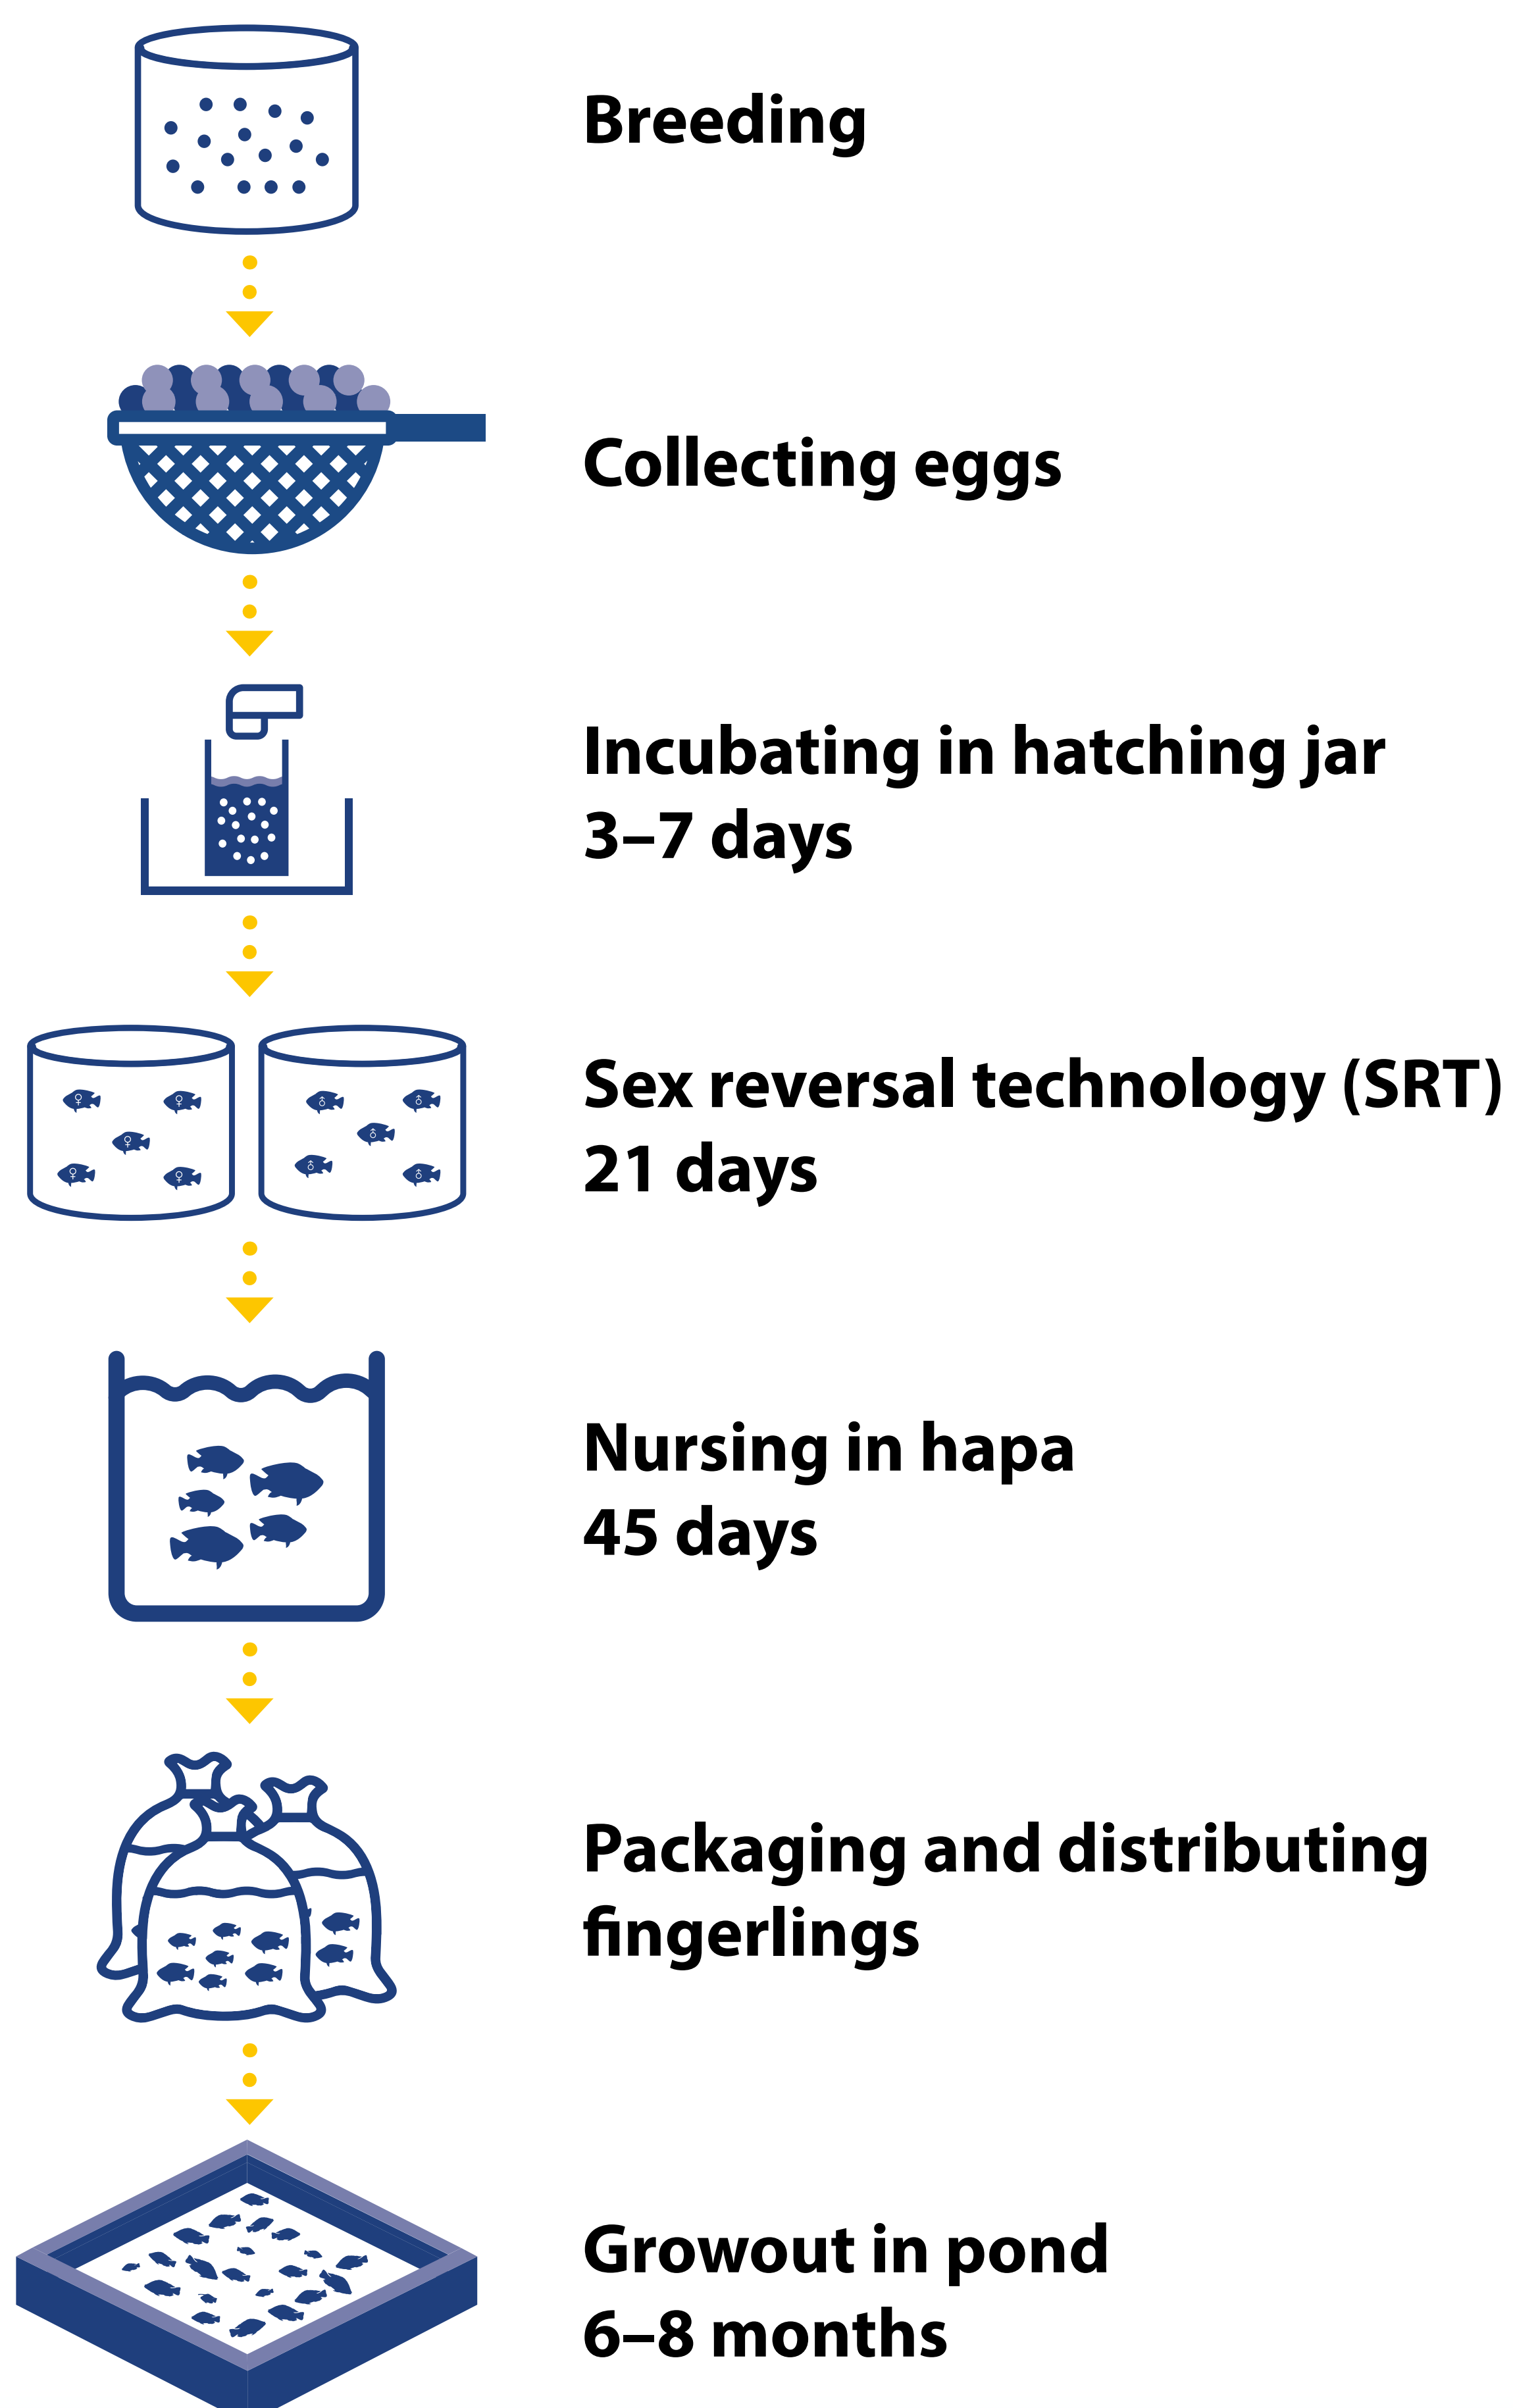 Breeding
Collecting eggs
Incubating in hatching jar
3–7 days
Sex reversal technology (SRT)
21 days
Nursing in hapa
45 days
Packaging and distributing
fingerlings
Growout in pond
6–8 months